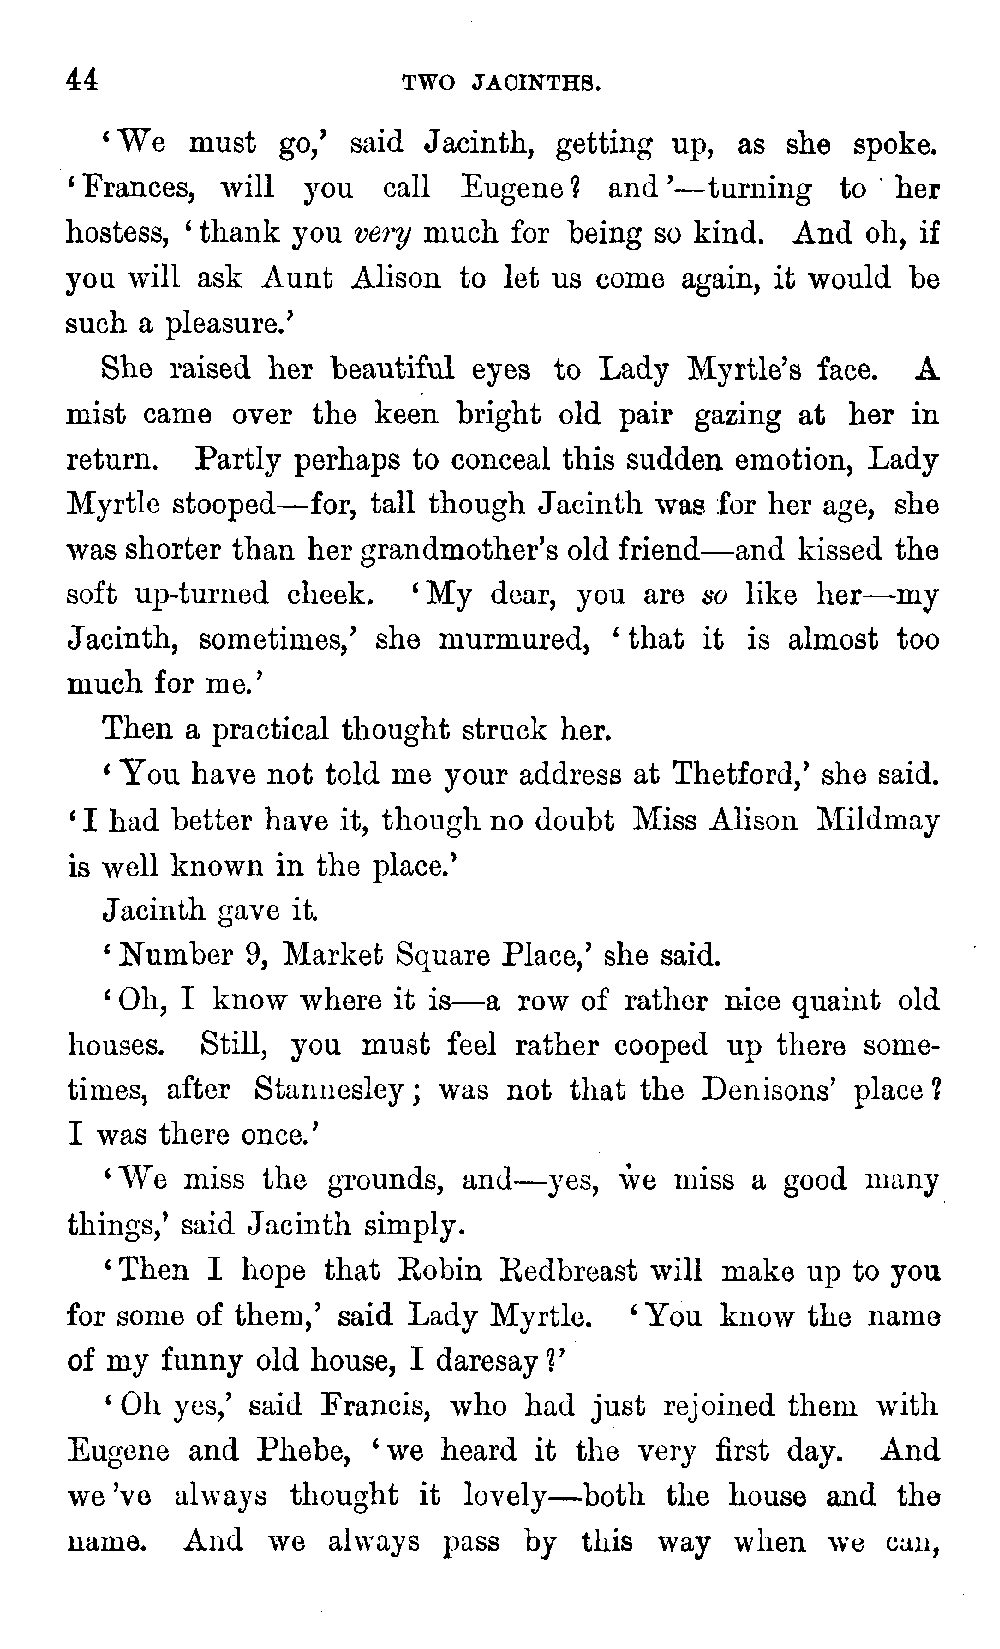 44 TWO JACINTHS.
‘We must go,’ said Jacinth, getting up, as she spoke.
‘Frances, will you call Eugene? and’—turning to her
hostess, ‘thank you very much for being so kind. And oh, if
you will ask Aunt Alison to let us come again, it would be
such a pleasure.’
She raised her beautiful eyes to Lady Myrtle’s face. A
mist came over the keen bright old pair gazing at her in
return. Partly perhaps to conceal this sudden emotion, Lady
Myrtle stooped—for, tall though Jacinth was for her age, she
was shorter than her grandmother’s old friend—and kissed the
soft up-turned cheek. ‘My dear, you are so like her—my
Jacinth, sometimes,’ she murmured, ‘that it is almost too
much for me.’
Then a practical thought struck her.
‘You have not told me your address at Thetford,’ she said.
‘I had better have it, though no doubt Miss Alison Mildmay
is well known in the place.’
Jacinth gave it.
‘Number 9, Market Square Place,’ she said.
‘Oh, I know where it is—a row of rather nice quaint old
houses. Still, you must feel rather cooped up there some-
times, after Stannesley; was not that the Denisons’ place?
I was there once.’
‘We miss the grounds, and—yes, we miss a good many
things,’ said Jacinth simply.
‘Then I hope that Robin Redbreast will make up to you
for some of them,’ said Lady Myrtle. ‘You know the name
of my funny old house, I daresay?’
‘Oh yes,’ said Francis, who had just rejoined them with
Eugene and Phebe, ‘we heard it the very first day. And
we ’ve always thought it lovely—both the house and the
name. And we always pass by this way when we can,